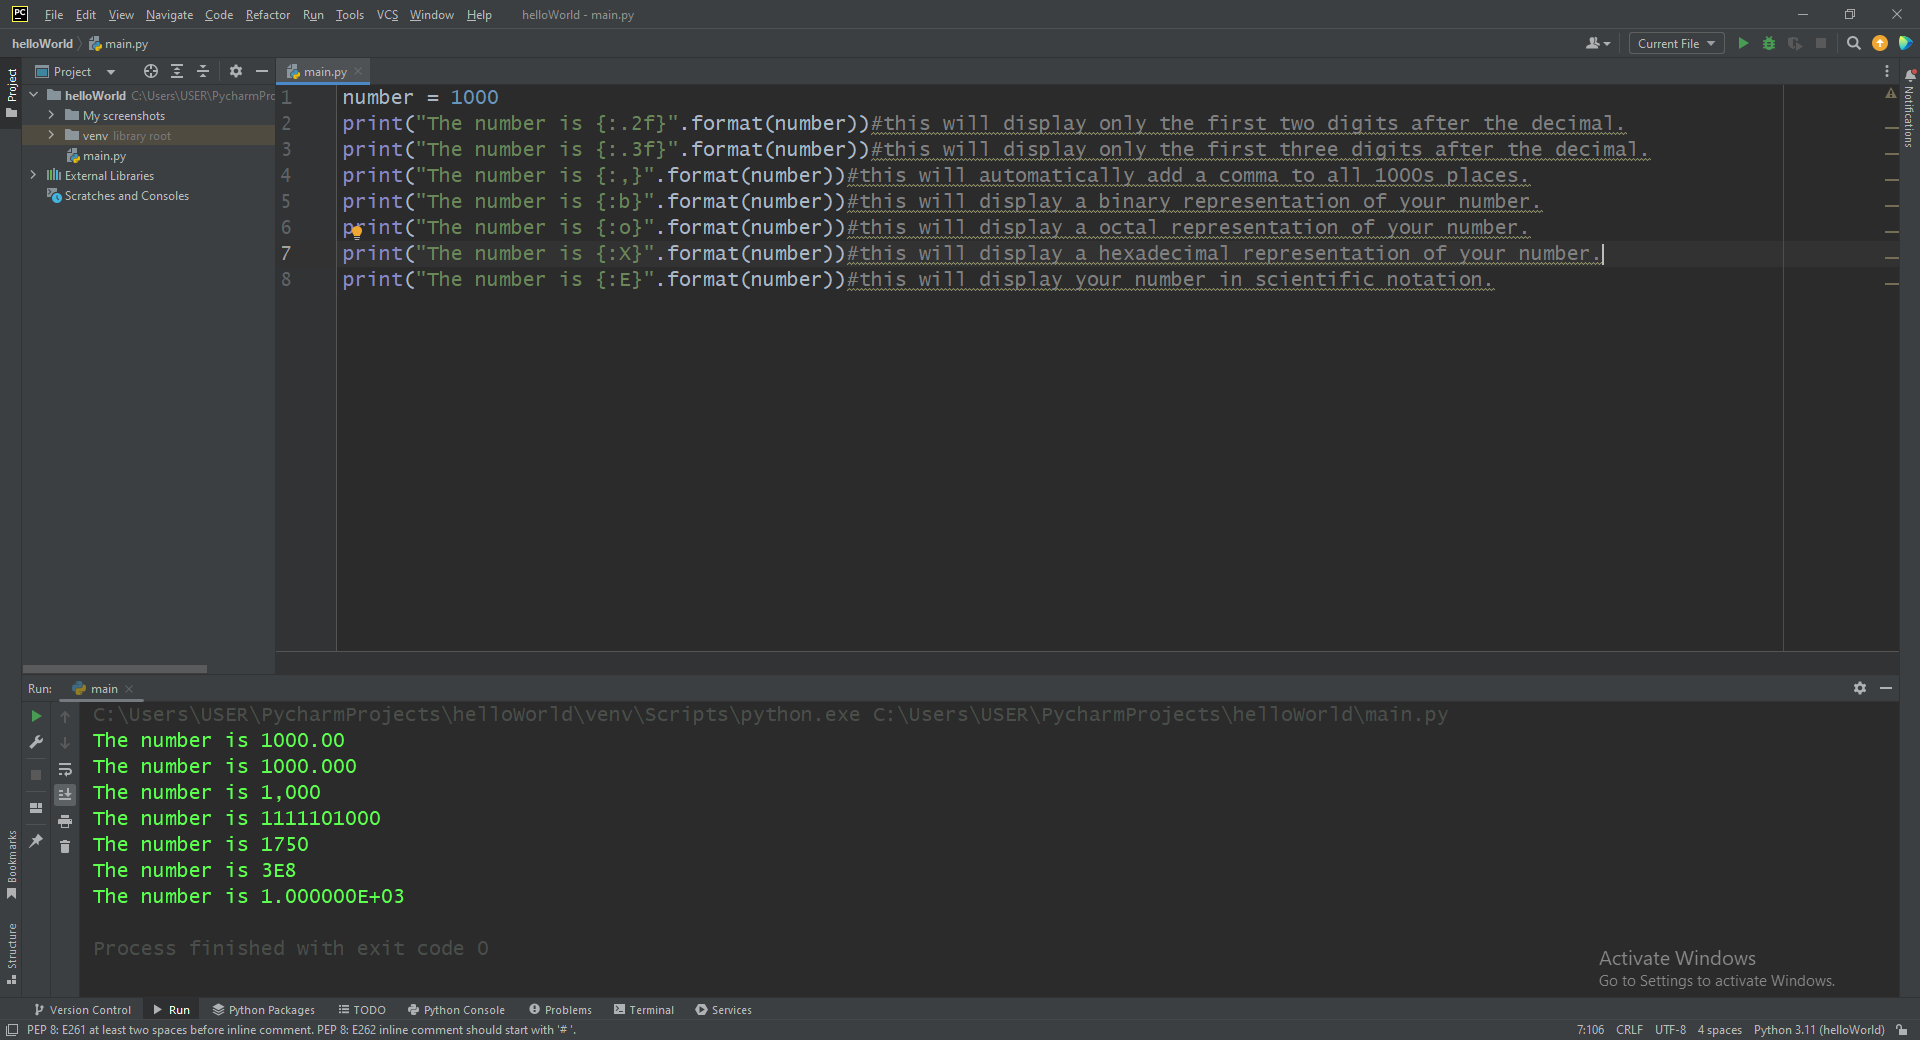 PC File Edit View Navigate Code Refactor Run Tools VCS Window Help helloWorld - main.py
helloWorld main.py Current File
Project main.py
Project
helloWorld C:\Users\USER\PycharmPro
My screenshots
venv library root
main.py
External Libraries
Scratches and Consoles
1 number = 1000
2 print("The number is {:.2f}".format(number))#this will display only the first two digits after the decimal.
3 print("The number is {:.3f}".format(number))#this will display only the first three digits after the decimal.
4 print("The number is {:,}".format(number))#this will automatically add a comma to all 1000s places.
5 print("The number is {:b}".format(number))#this will display a binary representation of your number.
6 print("The number is {:o}".format(number))#this will display a octal representation of your number.
7 print("The number is {:X}".format(number))#this will display a hexadecimal representation of your number.
8 print("The number is {:E}".format(number))#this will display your number in scientific notation.
Notifications
Run: main
C:\Users\USER\PycharmProjects\helloWorld\venv\Scripts\python.exe C:\Users\USER\PycharmProjects\helloWorld\main.py
The number is 1000.00
The number is 1000.000
The number is 1,000
The number is 1111101000
The number is 1750
The number is 3E8
The number is 1.000000E+03
Process finished with exit code 0
Bookmarks
Structure
Activate Windows
Go to Settings to activate Windows.
Version Control Run Python Packages TODO Python Console Problems Terminal Services
PEP 8: E261 at least two spaces before inline comment. PEP 8: E262 inline comment should start with '# '. 7:106 CRLF UTF-8 4 spaces Python 3.11 (helloWorld)